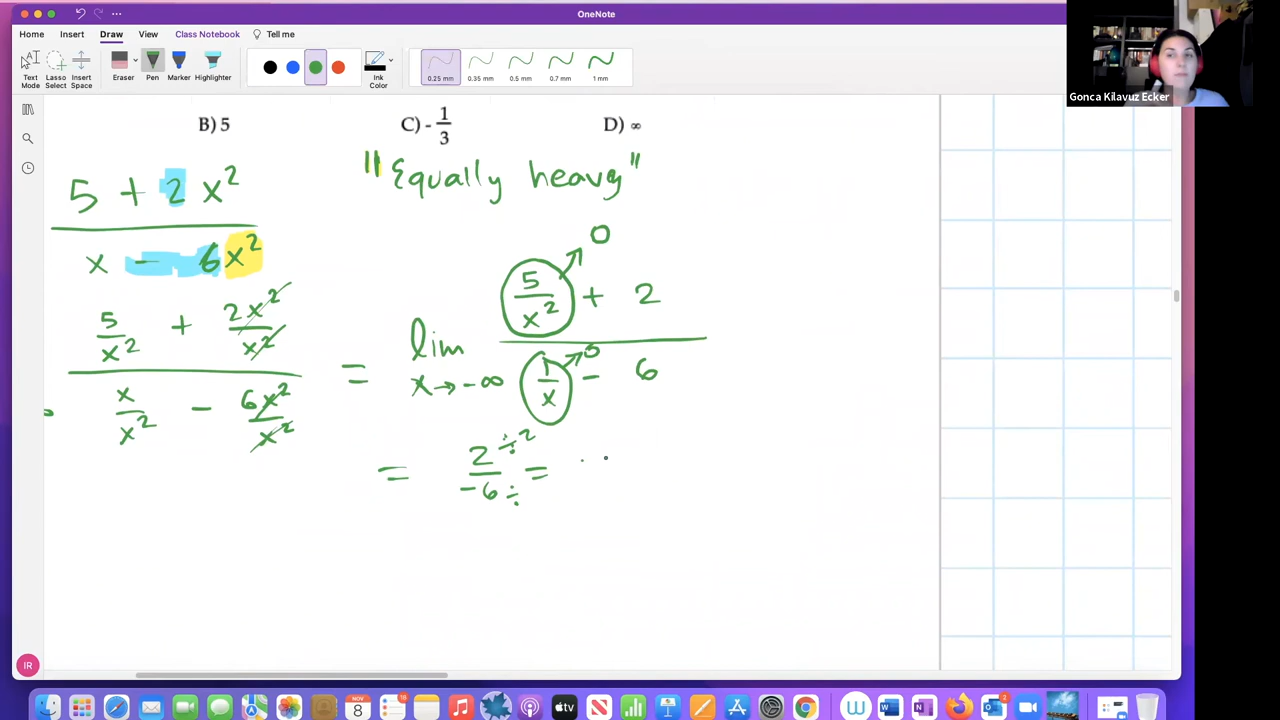 OneNote
Home Insert Draw View Class Notebook Tell me
Text Mode Lasso Select Insert Space Eraser Pen Marker Highlighter Ink Color 0.25 mm 0.35 mm 0.5 mm 0.7 mm 1 mm
Gonca Kilavuz Ecker
B) 5 C) - 1/3 D) ∞
"Equally heavy"
5 + 2 x²
x - 6x²
5/x² + 2x²/x²
x/x² - 6x²/x²
= lim x→-∞
5/x² → 0 + 2
1/x → 0 - 6
= 2 ÷2 / -6 ÷ =
IR
NOV 8